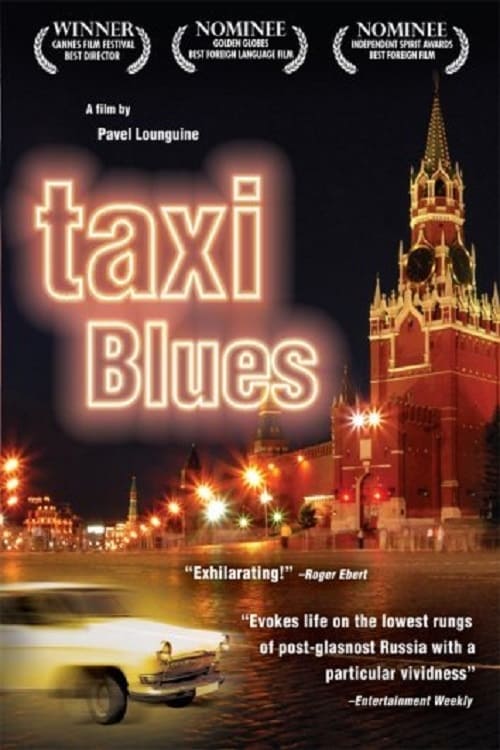 WINNER
CANNES FILM FESTIVAL
BEST DIRECTOR
NOMINEE
GOLDEN GLOBES
BEST FOREIGN LANGUAGE FILM
NOMINEE
INDEPENDENT SPIRIT AWARDS
BEST FOREIGN FILM
A film by
Pavel Lounguine
taxi
Blues
“Exhilarating!” –Roger Ebert
“Evokes life on the lowest rungs
of post-glasnost Russia with a
particular vividness”
–Entertainment Weekly